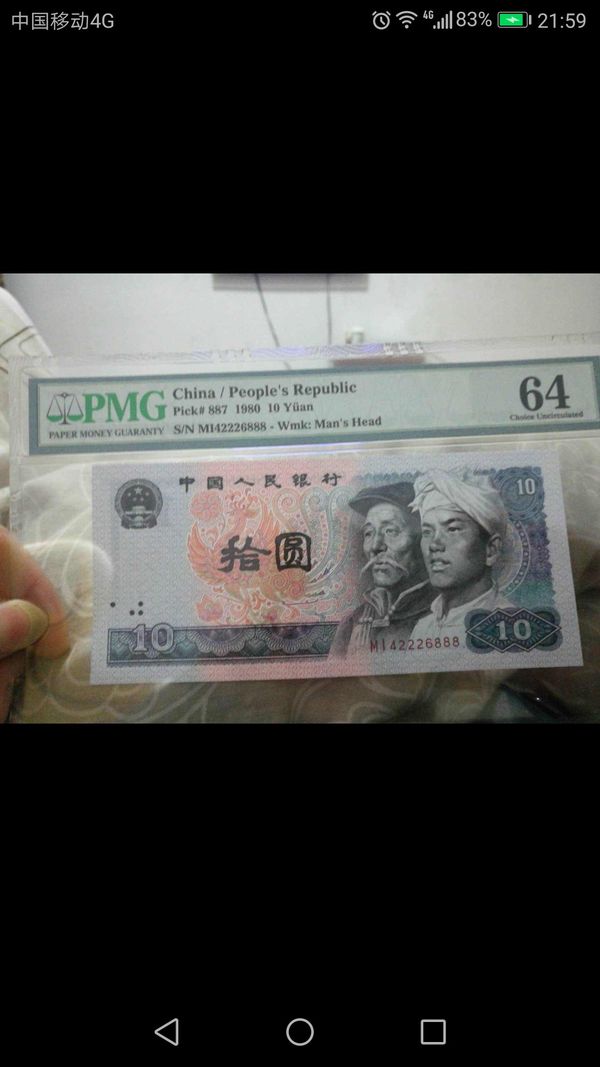 中国移动4G
4G 83% 21:59
PMG
PAPER MONEY GUARANTY
China / People's Republic
Pick# 887 1980 10 Yüan
S/N MI42226888 - Wmk: Man's Head
64
Choice Uncirculated
中国人民银行
10
拾圆
10
MI42226888
10